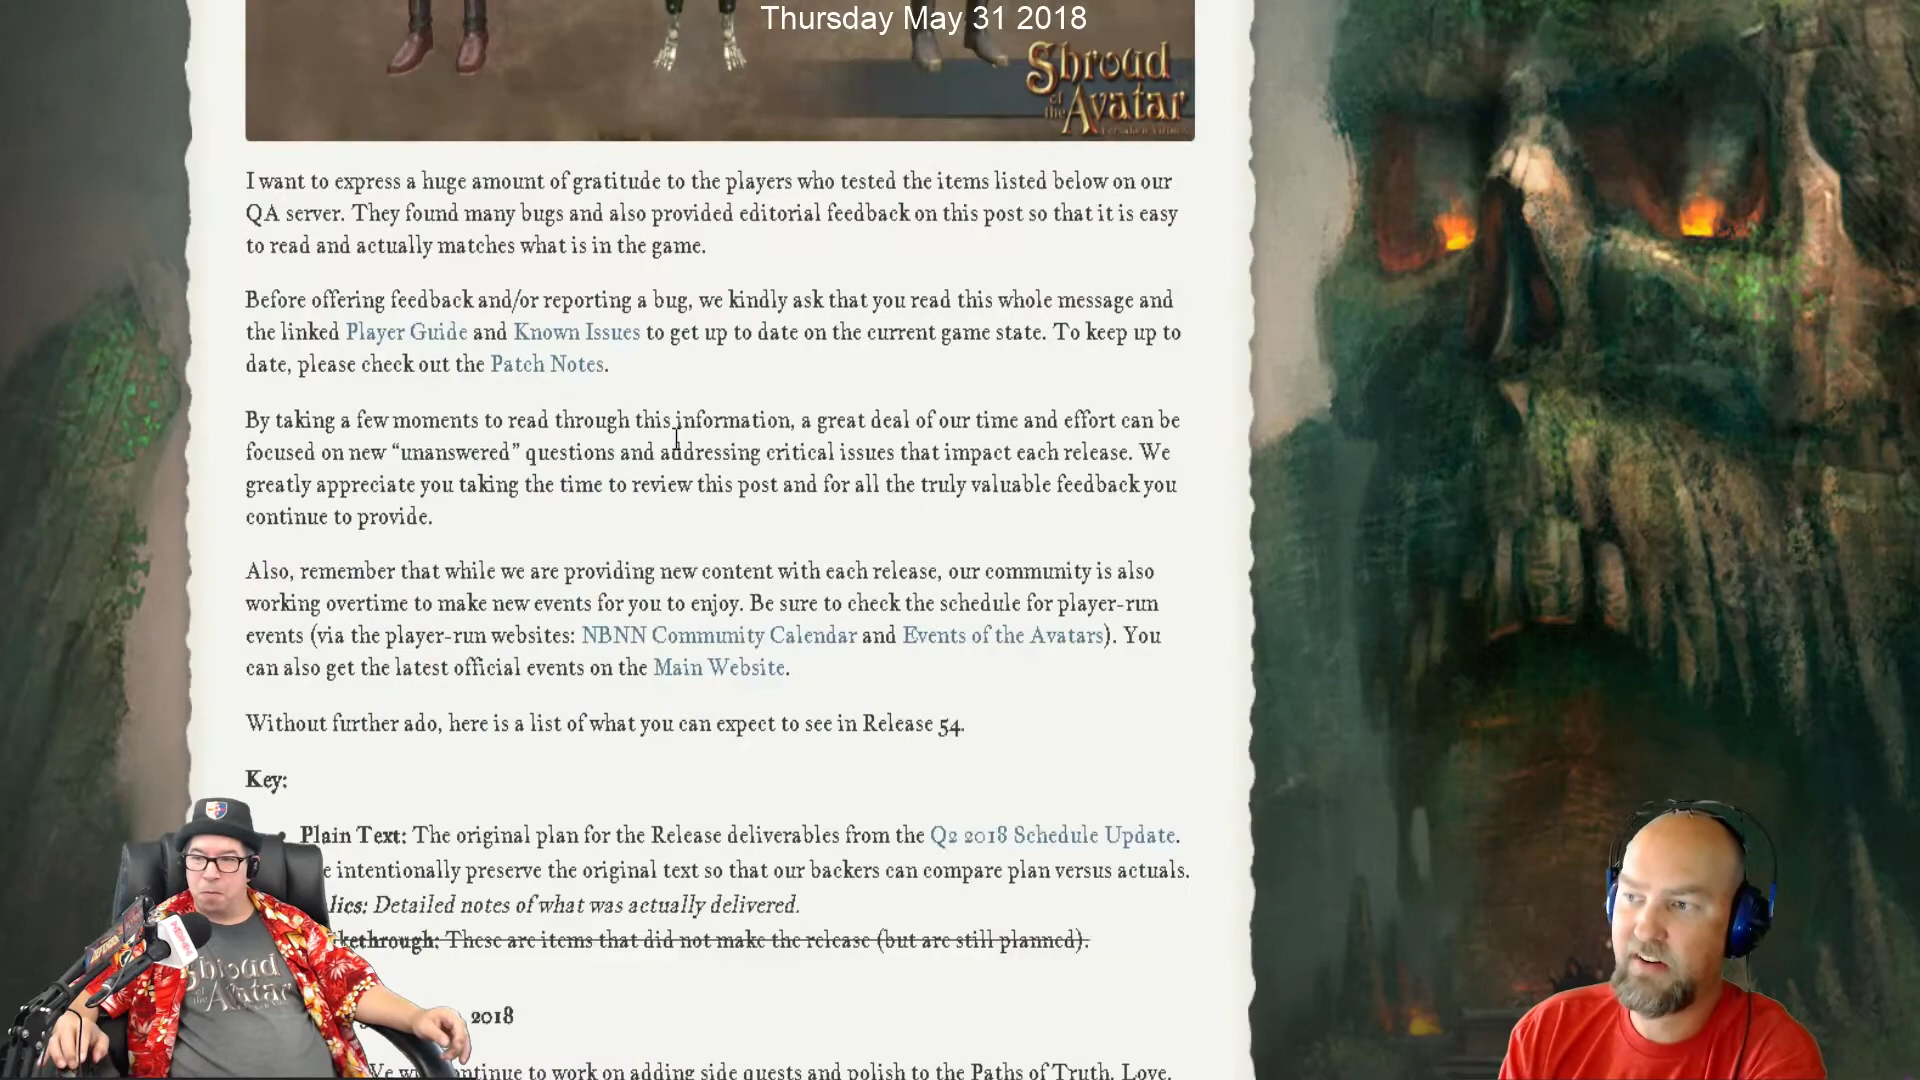 Thursday May 31 2018
Shroud
of the Avatar
I want to express a huge amount of gratitude to the players who tested the items listed below on our
QA server. They found many bugs and also provided editorial feedback on this post so that it is easy
to read and actually matches what is in the game.
Before offering feedback and/or reporting a bug, we kindly ask that you read this whole message and
the linked Player Guide and Known Issues to get up to date on the current game state. To keep up to
date, please check out the Patch Notes.
By taking a few moments to read through this information, a great deal of our time and effort can be
focused on new “unanswered” questions and addressing critical issues that impact each release. We
greatly appreciate you taking the time to review this post and for all the truly valuable feedback you
continue to provide.
Also, remember that while we are providing new content with each release, our community is also
working overtime to make new events for you to enjoy. Be sure to check the schedule for player-run
events (via the player-run websites: NBNN Community Calendar and Events of the Avatars). You
can also get the latest official events on the Main Website.
Without further ado, here is a list of what you can expect to see in Release 54.
Key:
Plain Text: The original plan for the Release deliverables from the Q2 2018 Schedule Update.
e intentionally preserve the original text so that our backers can compare plan versus actuals.
lics: Detailed notes of what was actually delivered.
kethrough: These are items that did not make the release (but are still planned).
2018
ntinue to work on adding side quests and polish to the Paths of Truth, Love,
Shroud
of the Avatar